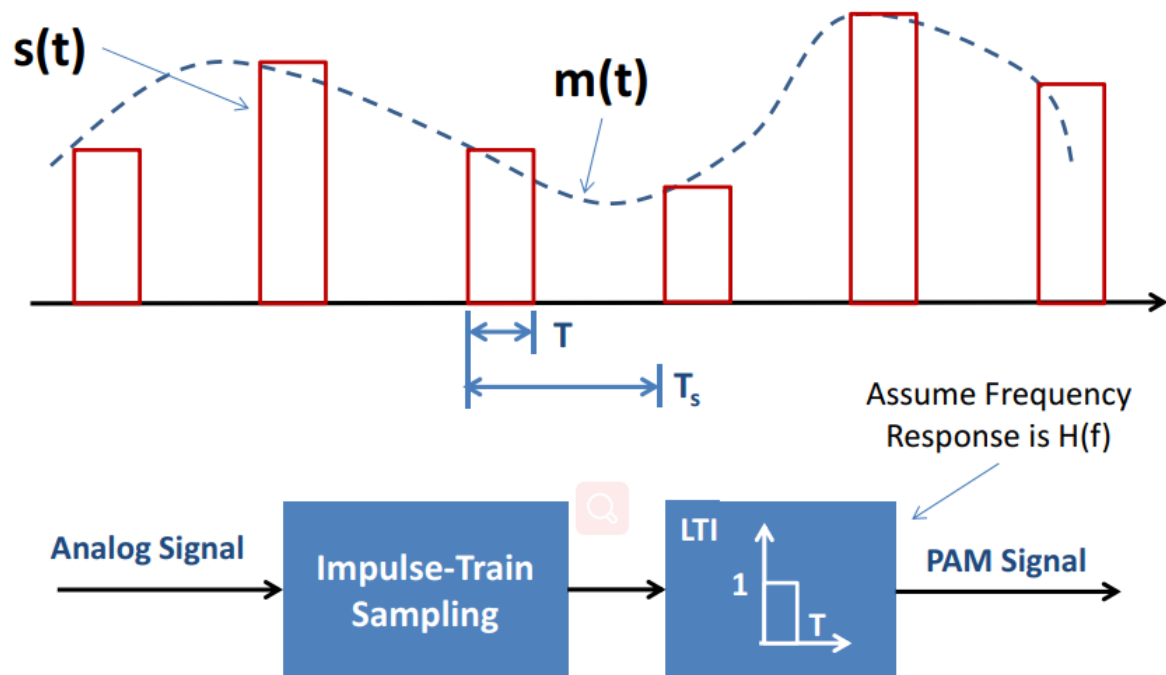 s(t)
m(t)
T
Ts
Assume Frequency
Response is H(f)
Analog Signal
Impulse-Train
Sampling
LTI
1
T
PAM Signal